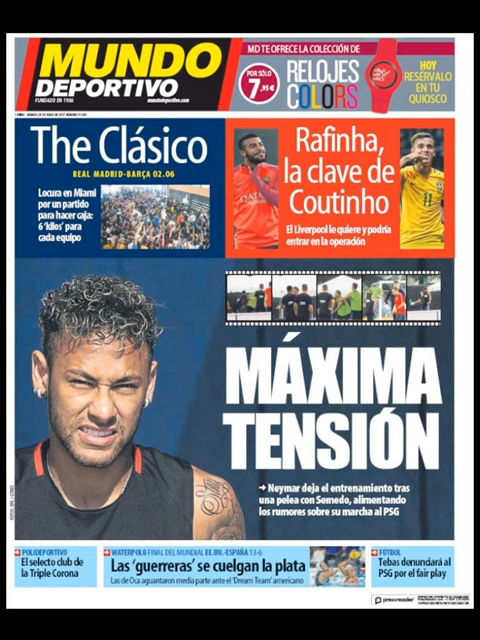 MUNDO
DEPORTIVO
FUNDADO EN 1906
mundodeportivo.com
MD TE OFRECE LA COLECCIÓN DE
POR SÓLO
7,95€
RELOJES
COLORS
HOY
RESÉRVALO
EN TU
QUIOSCO
The Clásico
REAL MADRID-BARÇA 02.06
Locura en Miami
por un partido
para hacer caja:
6 'kilos' para
cada equipo
Rafinha,
la clave de
Coutinho
El Liverpool le quiere y podría
entrar en la operación
11
MÁXIMA
TENSIÓN
→ Neymar deja el entrenamiento tras
una pelea con Semedo, alimentando
los rumores sobre su marcha al PSG
POLIDEPORTIVO
El selecto club de
la Triple Corona
WATERPOLO FINAL DEL MUNDIAL EE.UU.-ESPAÑA 13-6
Las 'guerreras' se cuelgan la plata
Las de Oca aguantaron media parte ante el 'Dream Team' americano
FÚTBOL
Tebas denunciará al
PSG por el fair play
pressreader